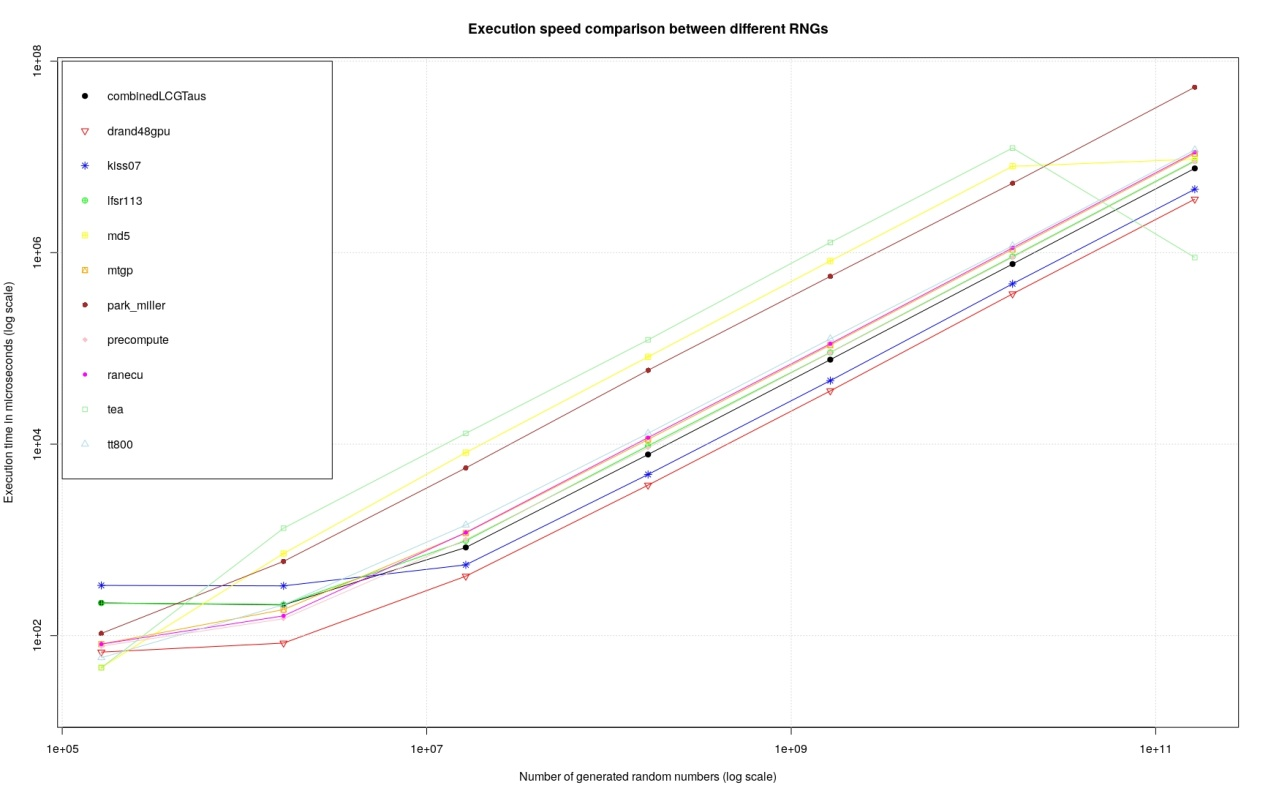 Execution speed comparison between different RNGs
1e+08
1e+06
1e+04
1e+02
Execution time in microseconds (log scale)
combinedLCGTaus
drand48gpu
kiss07
lfsr113
md5
mtgp
park_miller
precompute
ranecu
tea
tt800
1e+05
1e+07
1e+09
1e+11
Number of generated random numbers (log scale)